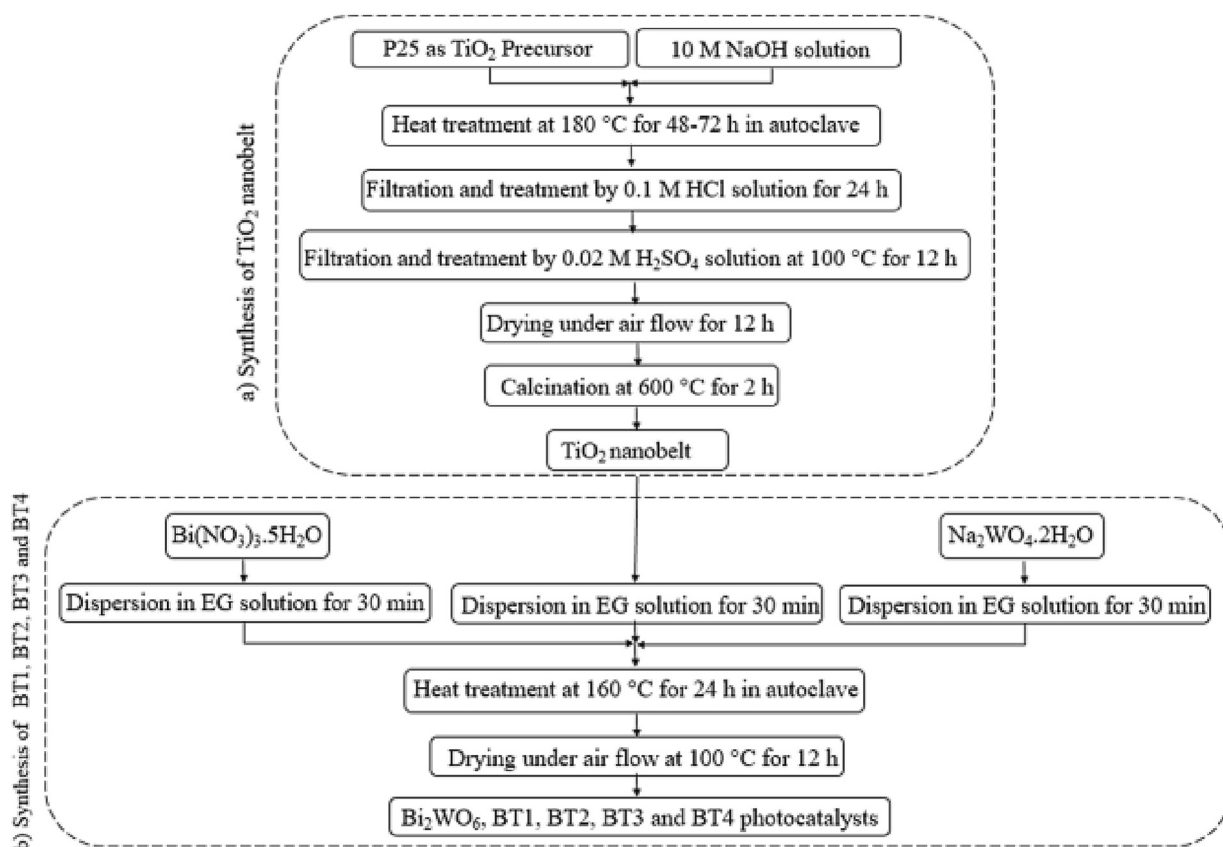 P25 as TiO₂ Precursor
10 M NaOH solution
Heat treatment at 180 °C for 48-72 h in autoclave
Filtration and treatment by 0.1 M HCl solution for 24 h
Filtration and treatment by 0.02 M H₂SO₄ solution at 100 °C for 12 h
Drying under air flow for 12 h
Calcination at 600 °C for 2 h
TiO₂ nanobelt
a) Synthesis of TiO₂ nanobelt
Bi(NO₃)₃.5H₂O
Na₂WO₄.2H₂O
Dispersion in EG solution for 30 min
Dispersion in EG solution for 30 min
Dispersion in EG solution for 30 min
Heat treatment at 160 °C for 24 h in autoclave
Drying under air flow at 100 °C for 12 h
Bi₂WO₆, BT1, BT2, BT3 and BT4 photocatalysts
b) Synthesis of BT1, BT2, BT3 and BT4